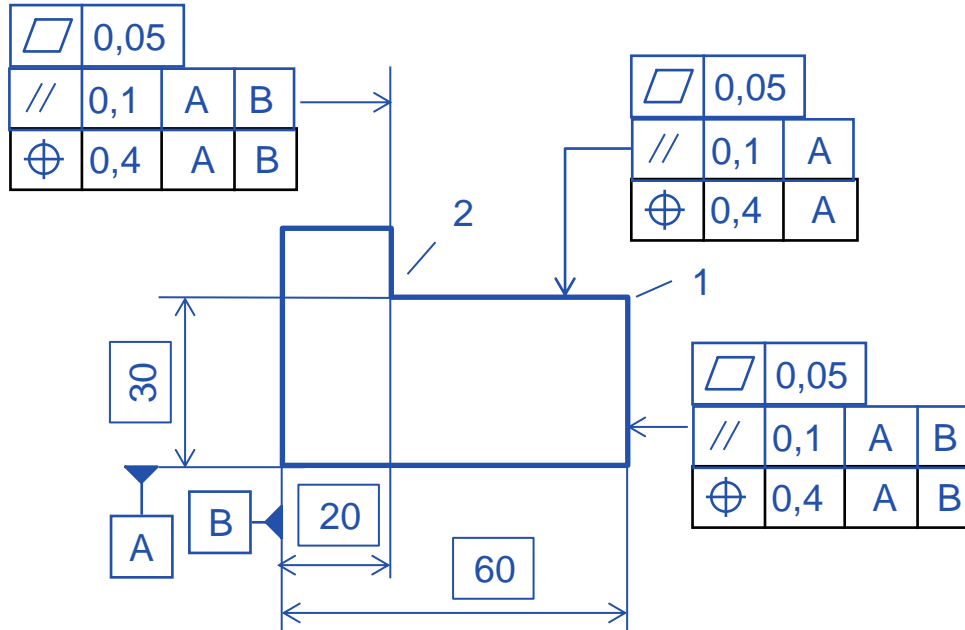 0,05
// 0,1 A B
⌖ 0,4 A B
0,05
// 0,1 A
⌖ 0,4 A
2
1
30
0,05
// 0,1 A B
⌖ 0,4 A B
A
B
20
60